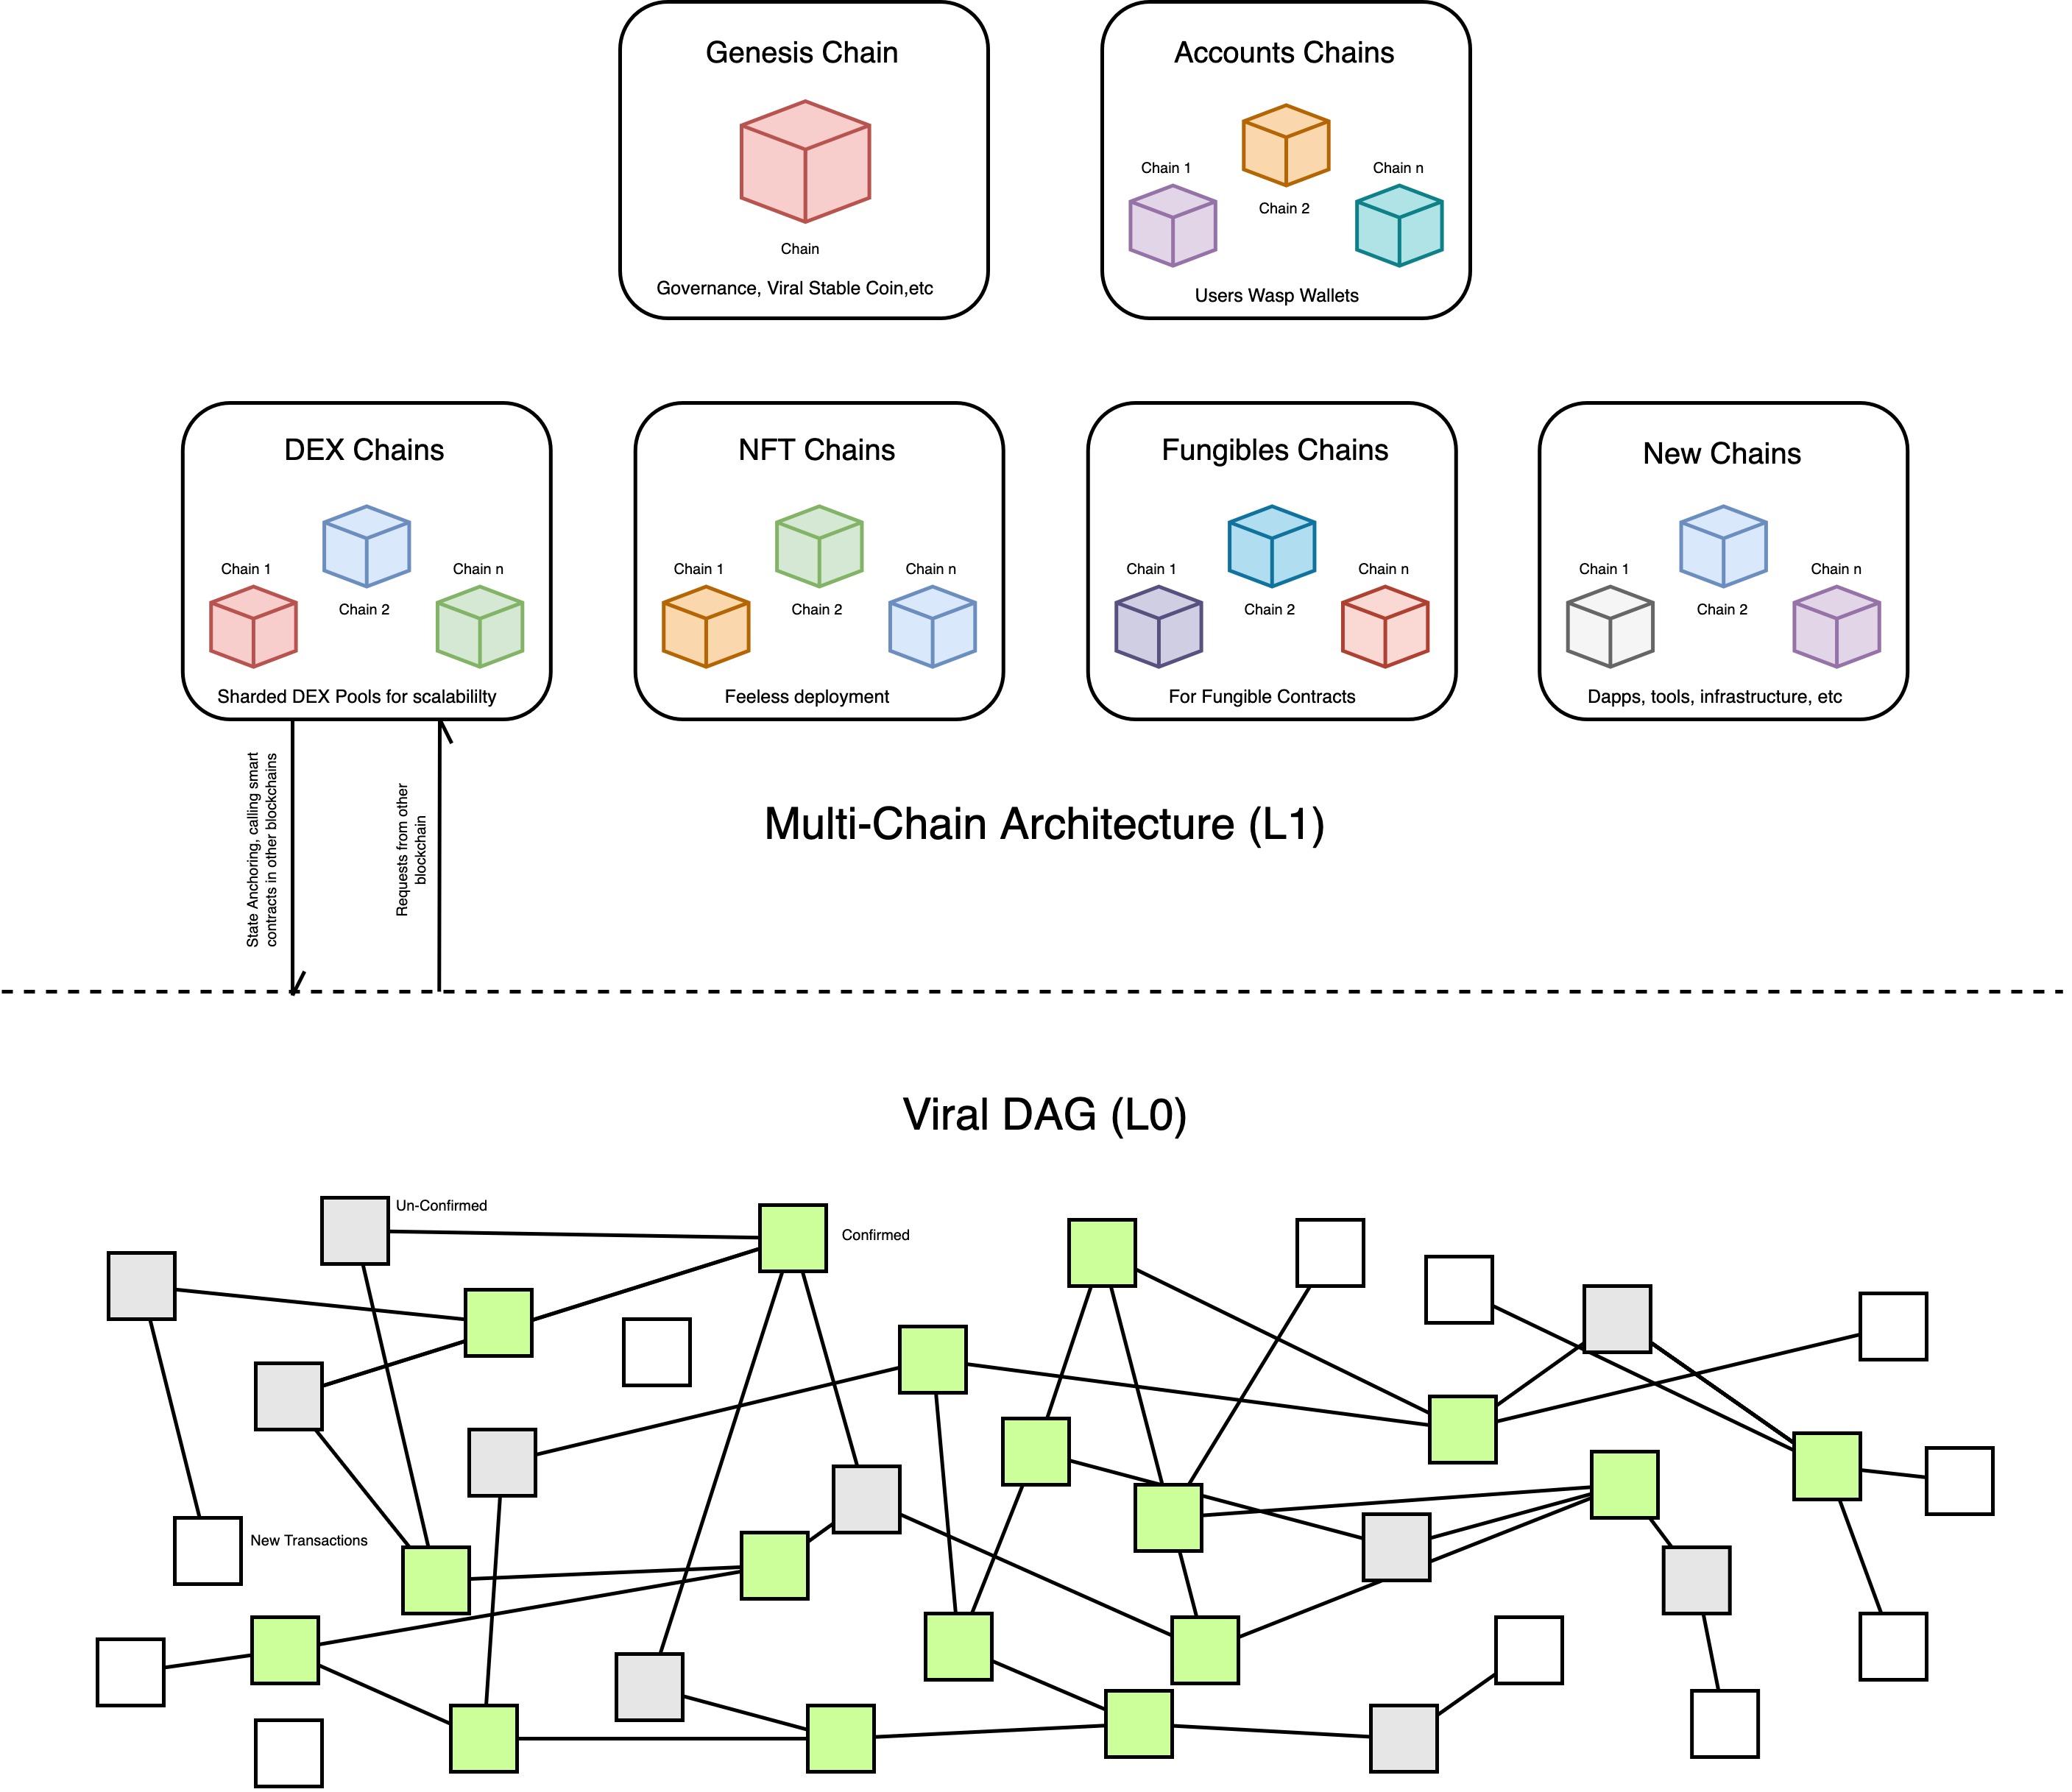 Genesis Chain
Chain
Governance, Viral Stable Coin,etc
Accounts Chains
Chain 1
Chain 2
Chain n
Users Wasp Wallets
DEX Chains
Chain 1
Chain 2
Chain n
Sharded DEX Pools for scalabililty
NFT Chains
Chain 1
Chain 2
Chain n
Feeless deployment
Fungibles Chains
Chain 1
Chain 2
Chain n
For Fungible Contracts
New Chains
Chain 1
Chain 2
Chain n
Dapps, tools, infrastructure, etc
State Anchoring, calling smart
contracts in other blockchains
Requests from other
blockchain
Multi-Chain Architecture (L1)
Viral DAG (L0)
Un-Confirmed
Confirmed
New Transactions